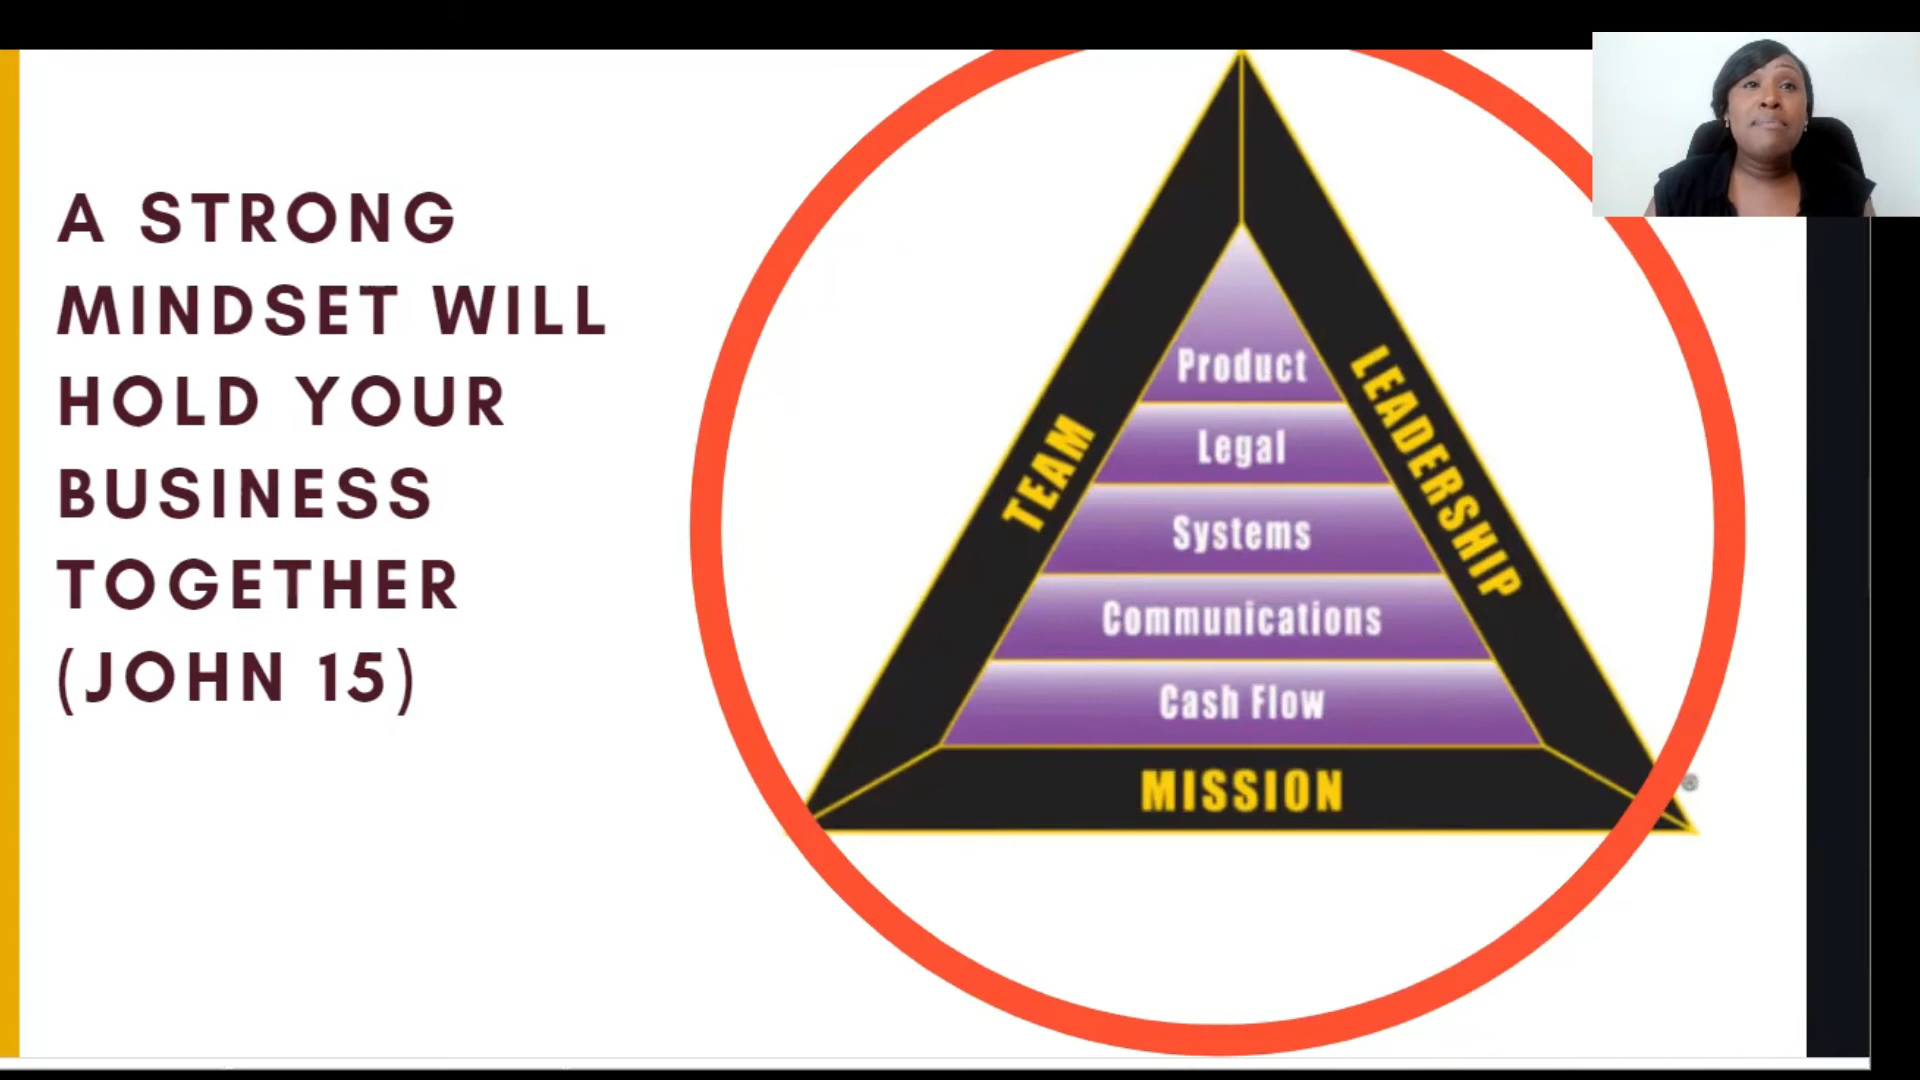 A STRONG
MINDSET WILL
HOLD YOUR
BUSINESS
TOGETHER
(JOHN 15)
Product
Legal
Systems
Communications
Cash Flow
TEAM
LEADERSHIP
MISSION
®